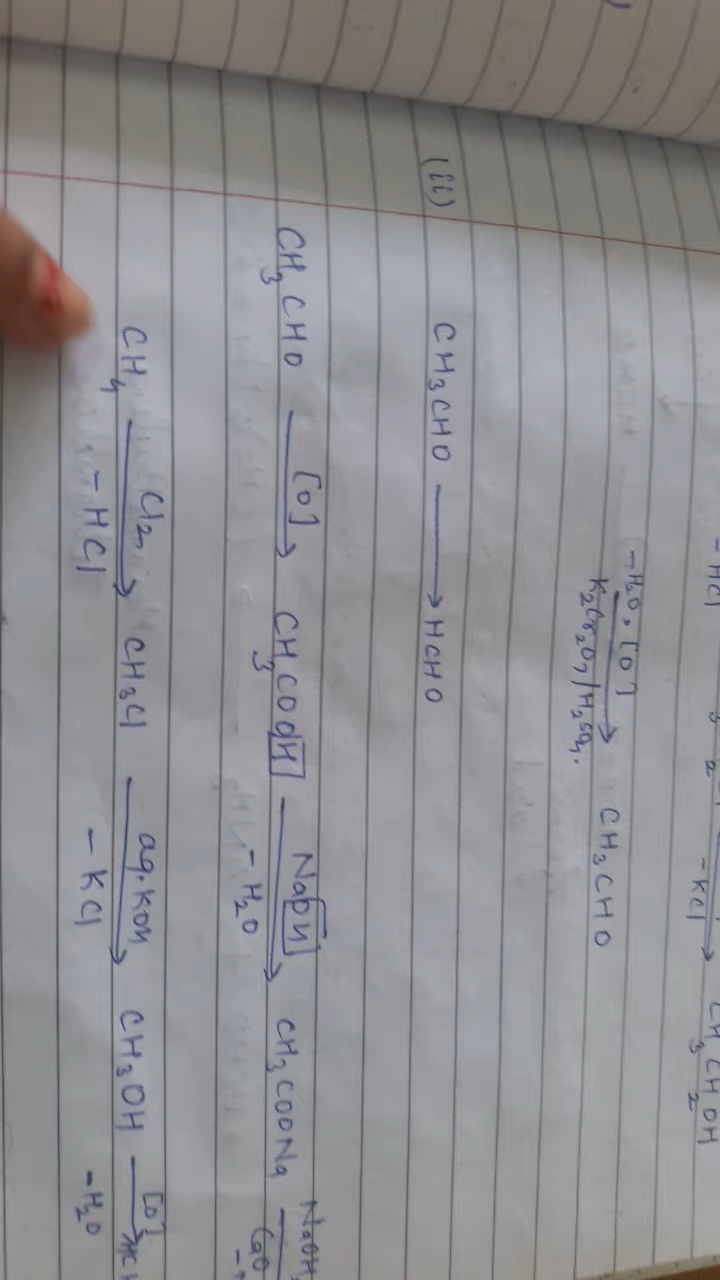 - HCl
- KCl CH3CH2OH
-H2O, [O]
K2Cr2O7/H2SO4. CH3CHO
(ii) CH3CHO ⟶ HCHO
CH3CHO [O]⟶ CH3COOH NaOH⟶ CH3COONa NaOH,
- H2O CaO
CH4 Cl2⟶ CH3Cl aq. KOH⟶ CH3OH [O]⟶
- HCl - KCl -H2O